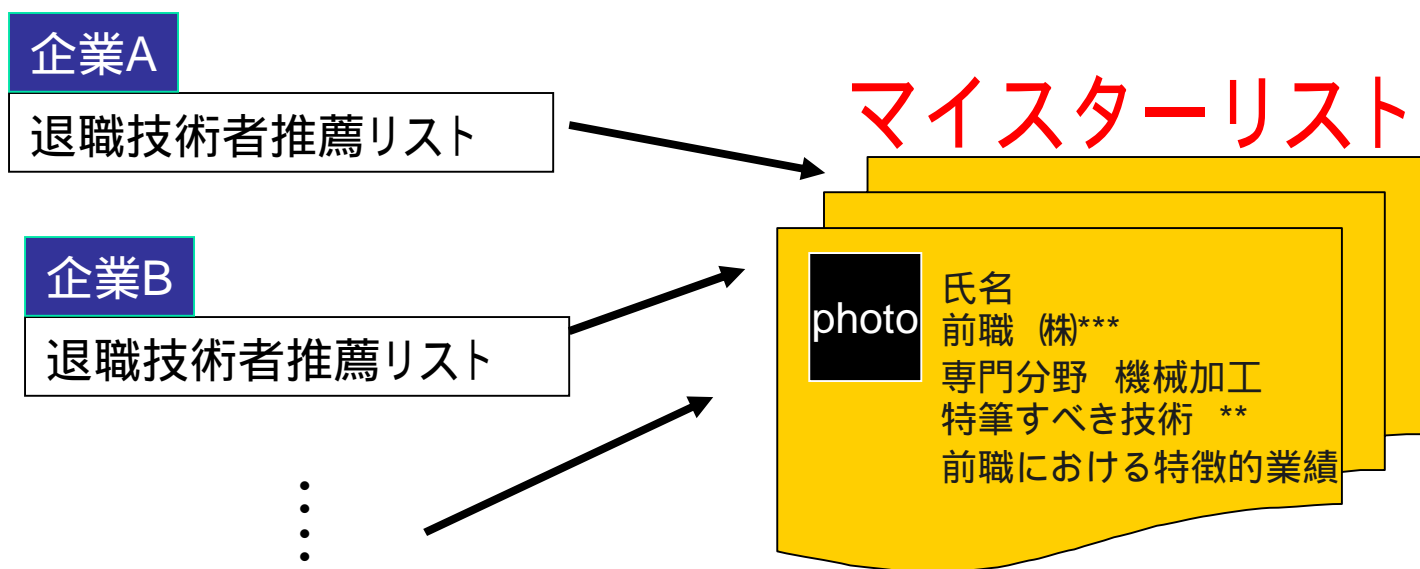 企業A
退職技術者推薦リスト
企業B
退職技術者推薦リスト
マイスターリスト
photo
氏名
前職 ㈱***
専門分野 機械加工
特筆すべき技術 **
前職における特徴的業績